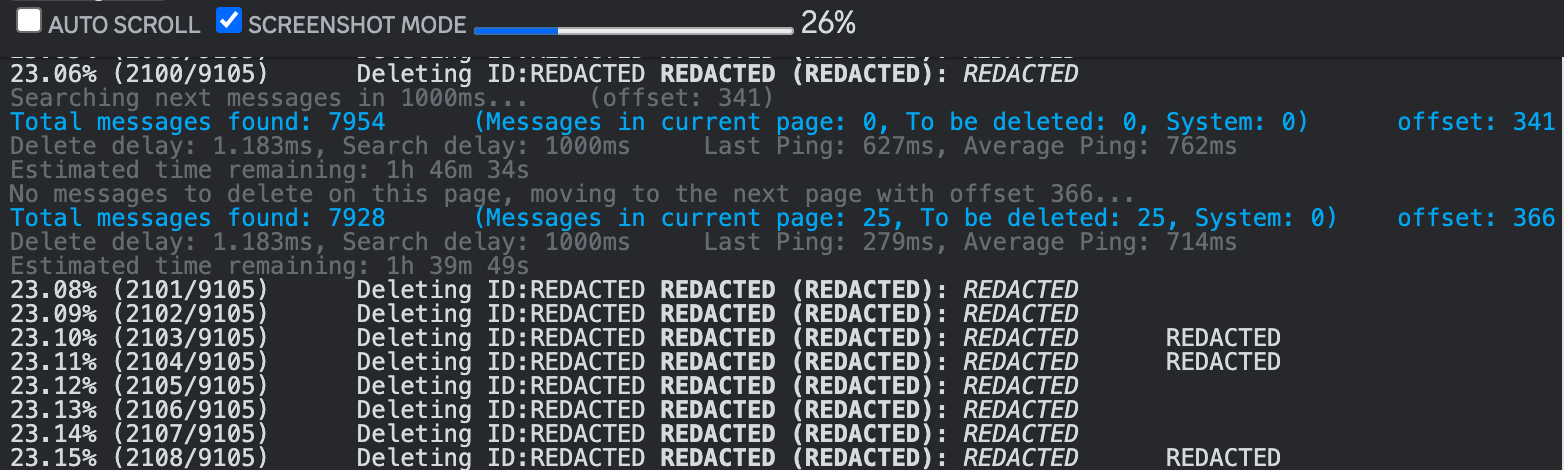 AUTO SCROLL SCREENSHOT MODE 26%
23.06% (2100/9105) Deleting ID:REDACTED REDACTED (REDACTED): REDACTED
Searching next messages in 1000ms... (offset: 341)
Total messages found: 7954 (Messages in current page: 0, To be deleted: 0, System: 0) offset: 341
Delete delay: 1.183ms, Search delay: 1000ms Last Ping: 627ms, Average Ping: 762ms
Estimated time remaining: 1h 46m 34s
No messages to delete on this page, moving to the next page with offset 366...
Total messages found: 7928 (Messages in current page: 25, To be deleted: 25, System: 0) offset: 366
Delete delay: 1.183ms, Search delay: 1000ms Last Ping: 279ms, Average Ping: 714ms
Estimated time remaining: 1h 39m 49s
23.08% (2101/9105) Deleting ID:REDACTED REDACTED (REDACTED): REDACTED
23.09% (2102/9105) Deleting ID:REDACTED REDACTED (REDACTED): REDACTED
23.10% (2103/9105) Deleting ID:REDACTED REDACTED (REDACTED): REDACTED REDACTED
23.11% (2104/9105) Deleting ID:REDACTED REDACTED (REDACTED): REDACTED REDACTED
23.12% (2105/9105) Deleting ID:REDACTED REDACTED (REDACTED): REDACTED
23.13% (2106/9105) Deleting ID:REDACTED REDACTED (REDACTED): REDACTED
23.14% (2107/9105) Deleting ID:REDACTED REDACTED (REDACTED): REDACTED
23.15% (2108/9105) Deleting ID:REDACTED REDACTED (REDACTED): REDACTED REDACTED